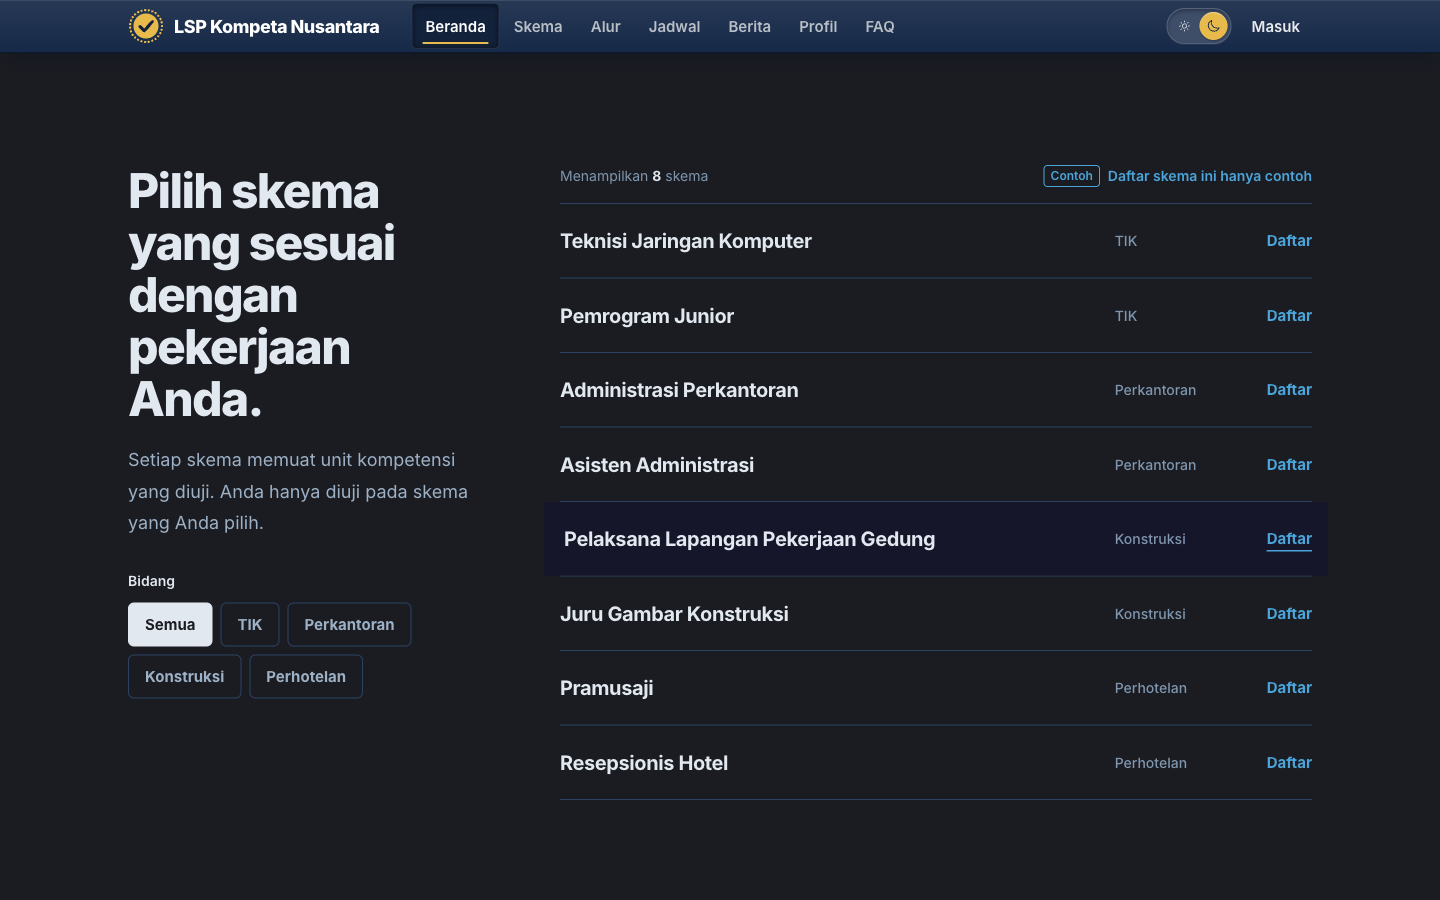 LSP Kompeta Nusantara
Beranda
Skema
Alur
Jadwal
Berita
Profil
FAQ
Masuk
Pilih skema
yang sesuai
dengan
pekerjaan
Anda.
Setiap skema memuat unit kompetensi
yang diuji. Anda hanya diuji pada skema
yang Anda pilih.
Bidang
Semua
TIK
Perkantoran
Konstruksi
Perhotelan
Menampilkan 8 skema
Contoh
Daftar skema ini hanya contoh
Teknisi Jaringan Komputer
TIK
Daftar
Pemrogram Junior
TIK
Daftar
Administrasi Perkantoran
Perkantoran
Daftar
Asisten Administrasi
Perkantoran
Daftar
Pelaksana Lapangan Pekerjaan Gedung
Konstruksi
Daftar
Juru Gambar Konstruksi
Konstruksi
Daftar
Pramusaji
Perhotelan
Daftar
Resepsionis Hotel
Perhotelan
Daftar